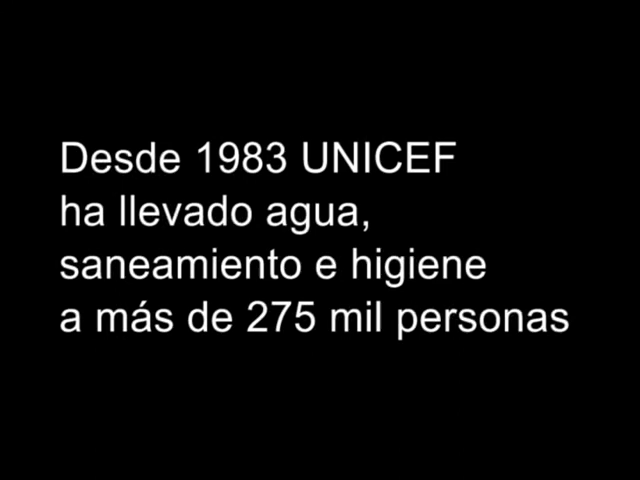 Desde 1983 UNICEF
ha llevado agua,
saneamiento e higiene
a más de 275 mil personas